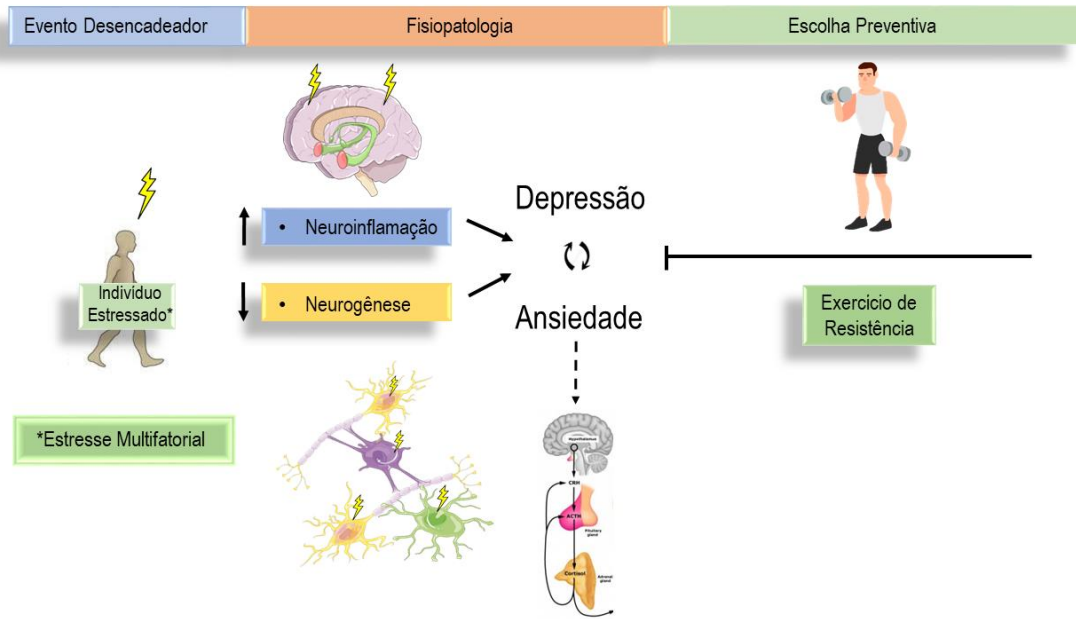 Evento Desencadeador
Fisiopatologia
Escolha Preventiva
Depressão
• Neuroinflamação
• Neurogênese
Indivíduo
Estressado*
Ansiedade
Exercicio de
Resistência
*Estresse Multifatorial
Hypothalamus
CRH
ACTH
Pituitary
gland
Cortisol
Adrenal
gland